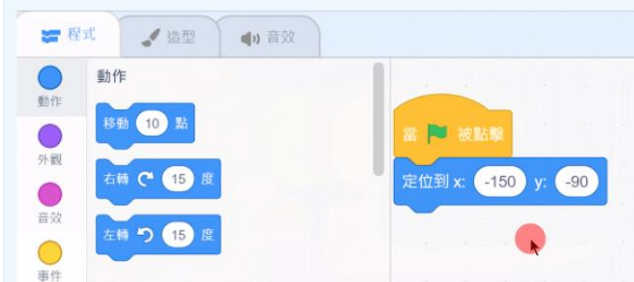 程式
造型
音效
動作
外觀
音效
事件
動作
移動 10 點
右轉 15 度
左轉 15 度
當 被點擊
定位到 x: -150 y: -90